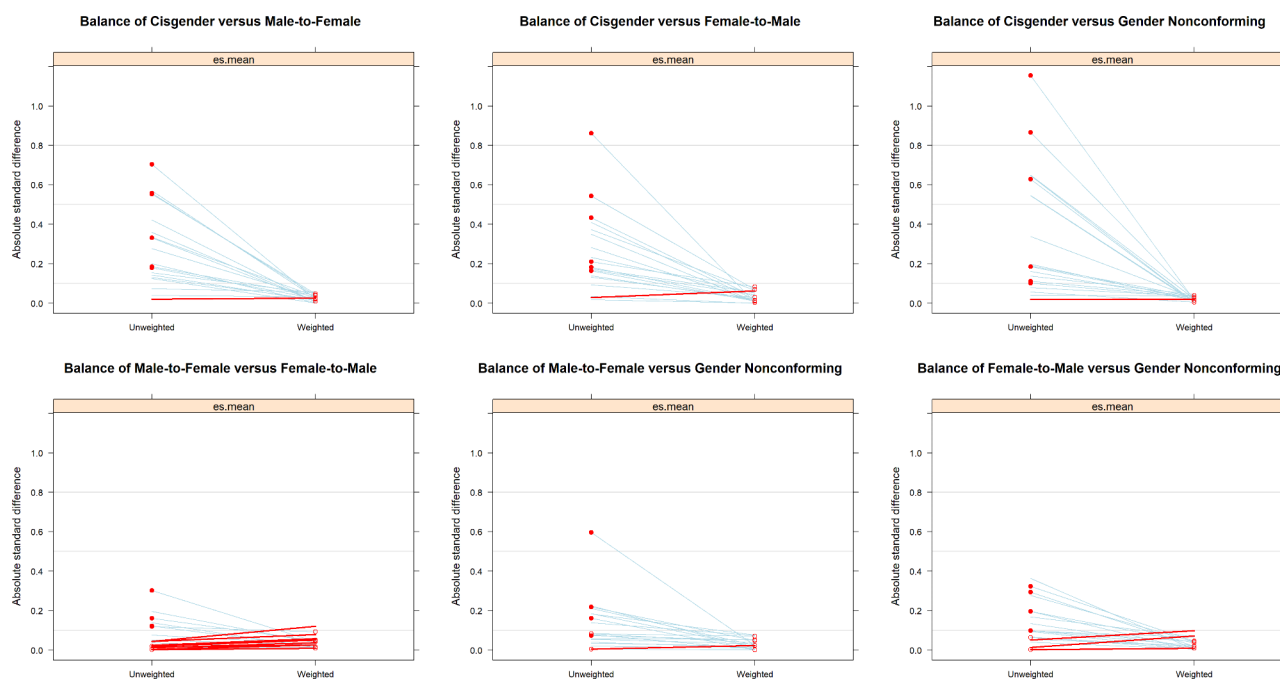 Balance of Cisgender versus Male-to-Female
es.mean
Absolute standard difference
1.0
0.8
0.6
0.4
0.2
0.0
Unweighted
Weighted
Balance of Cisgender versus Female-to-Male
es.mean
Absolute standard difference
1.0
0.8
0.6
0.4
0.2
0.0
Unweighted
Weighted
Balance of Cisgender versus Gender Nonconforming
es.mean
Absolute standard difference
1.0
0.8
0.6
0.4
0.2
0.0
Unweighted
Weighted
Balance of Male-to-Female versus Female-to-Male
es.mean
Absolute standard difference
1.0
0.8
0.6
0.4
0.2
0.0
Unweighted
Weighted
Balance of Male-to-Female versus Gender Nonconforming
es.mean
Absolute standard difference
1.0
0.8
0.6
0.4
0.2
0.0
Unweighted
Weighted
Balance of Female-to-Male versus Gender Nonconforming
es.mean
Absolute standard difference
1.0
0.8
0.6
0.4
0.2
0.0
Unweighted
Weighted